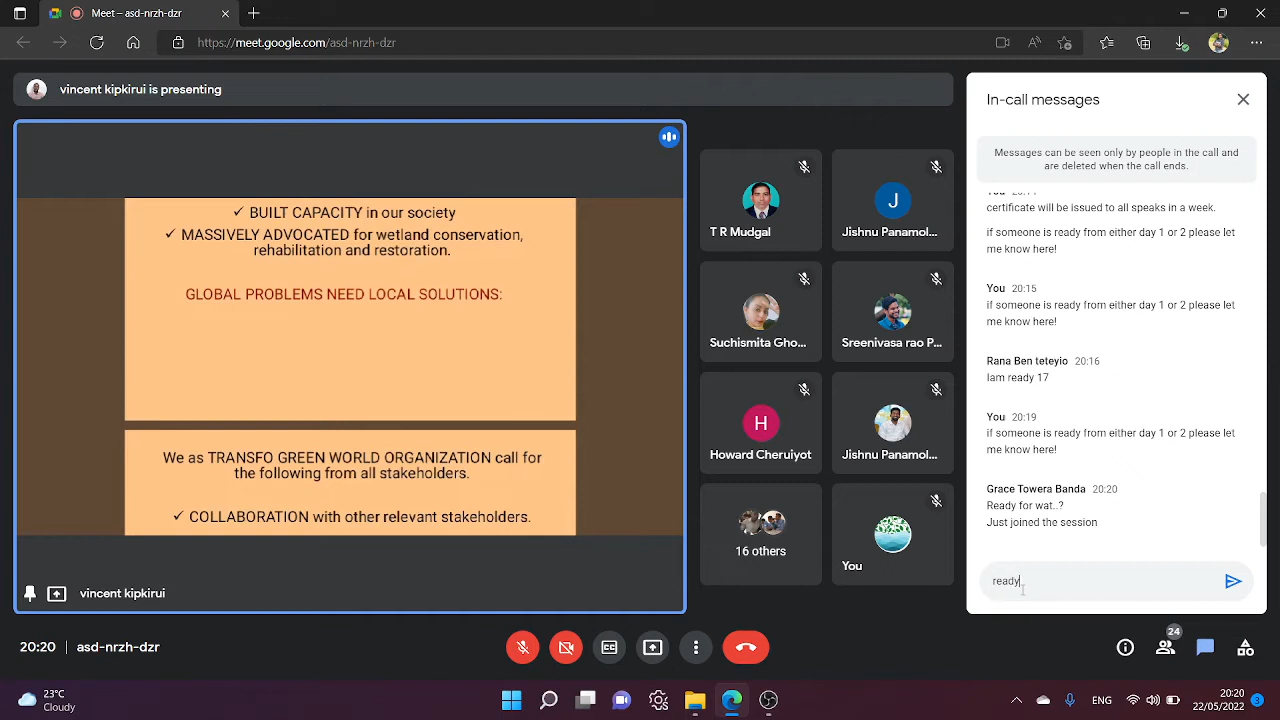 Meet – asd-nrzh-dzr
https://meet.google.com/asd-nrzh-dzr
vincent kipkirui is presenting
✓ BUILT CAPACITY in our society
✓ MASSIVELY ADVOCATED for wetland conservation,
rehabilitation and restoration.
GLOBAL PROBLEMS NEED LOCAL SOLUTIONS:
We as TRANSFO GREEN WORLD ORGANIZATION call for
the following from all stakeholders.
✓ COLLABORATION with other relevant stakeholders.
vincent kipkirui
T R Mudgal
J
Jishnu Panamol...
Suchismita Gho...
Sreenivasa rao P...
H
Howard Cheruiyot
Jishnu Panamol...
16 others
You
In-call messages
Messages can be seen only by people in the call and
are deleted when the call ends.
certificate will be issued to all speaks in a week.
if someone is ready from either day 1 or 2 please let
me know here!
You 20:15
if someone is ready from either day 1 or 2 please let
me know here!
Rana Ben teteyio 20:16
Iam ready 17
You 20:19
if someone is ready from either day 1 or 2 please let
me know here!
Grace Towera Banda 20:20
Ready for wat..?
Just joined the session
ready
20:20 | asd-nrzh-dzr
CC
24
23°C
Cloudy
ENG
20:20
22/05/2022
3